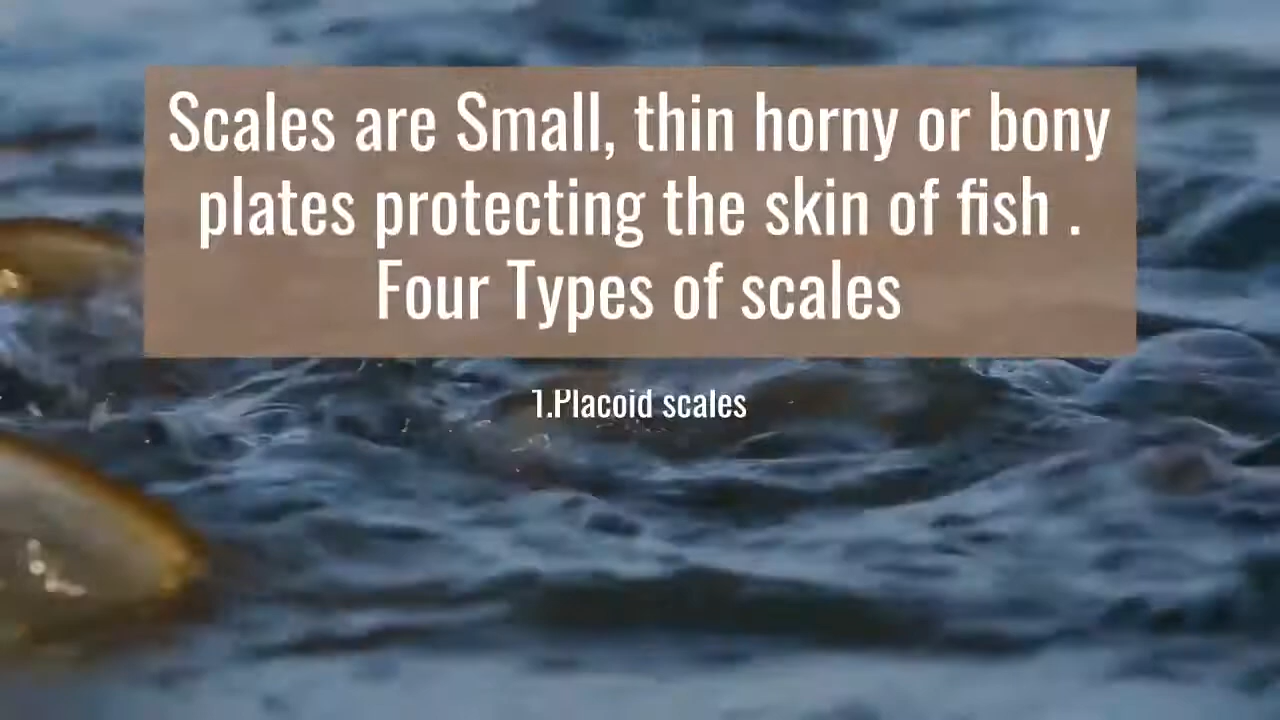 Scales are Small, thin horny or bony
plates protecting the skin of fish .
Four Types of scales
1.Placoid scales